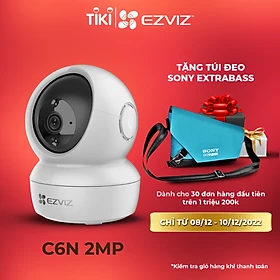 TIKI EZVIZ
TẶNG TÚI ĐEO
SONY EXTRABASS
SONY
EZVIZ
Dành cho 30 đơn hàng đầu tiên
trên 1 triệu 200k
CHỈ TỪ 08/12 - 10/12/2022
C6N 2MP
*Kiểm tra giỏ hàng khi thanh toán